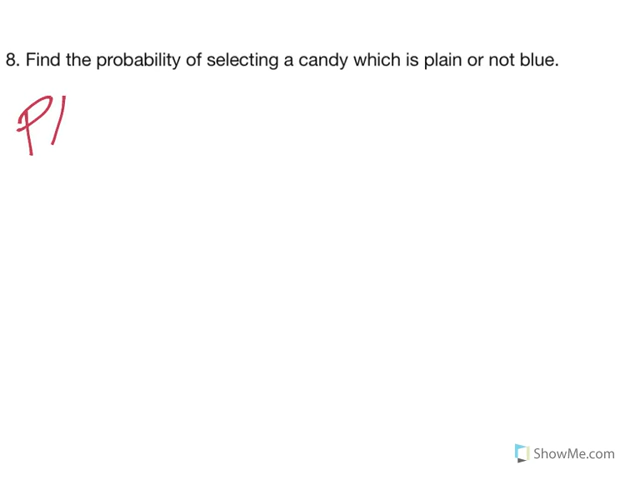 8. Find the probability of selecting a candy which is plain or not blue.
P(
ShowMe.com